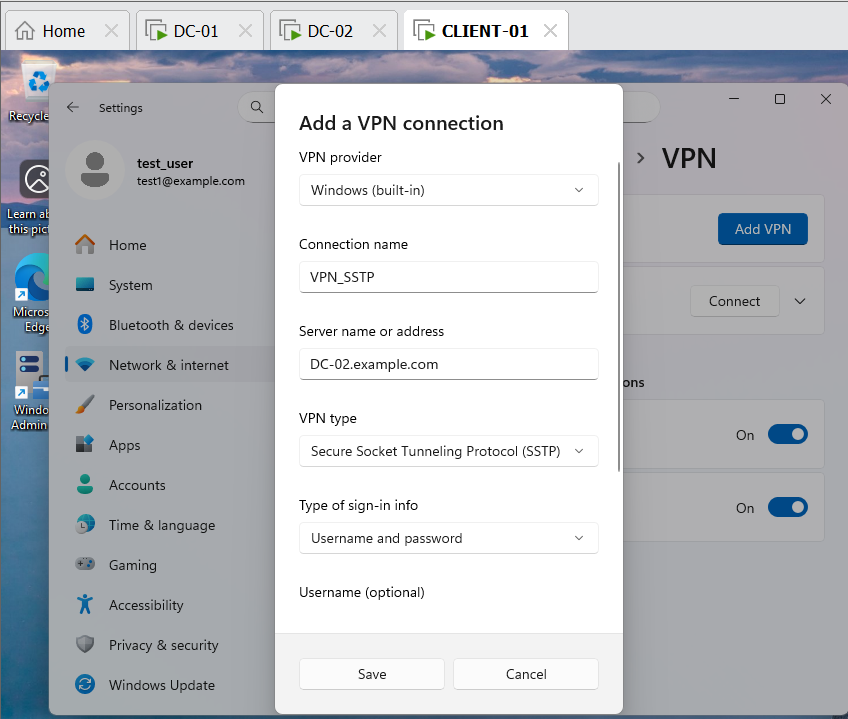 Home
DC-01
DC-02
CLIENT-01
Recycle
Learn ab
this pict
Micros
Edge
Windo
Admin
Settings
test_user
test1@example.com
Home
System
Bluetooth & devices
Network & internet
Personalization
Apps
Accounts
Time & language
Gaming
Accessibility
Privacy & security
Windows Update
Add a VPN connection
VPN provider
Windows (built-in)
Connection name
VPN_SSTP
Server name or address
DC-02.example.com
VPN type
Secure Socket Tunneling Protocol (SSTP)
Type of sign-in info
Username and password
Username (optional)
Save
Cancel
VPN
Add VPN
Connect
ons
On
On